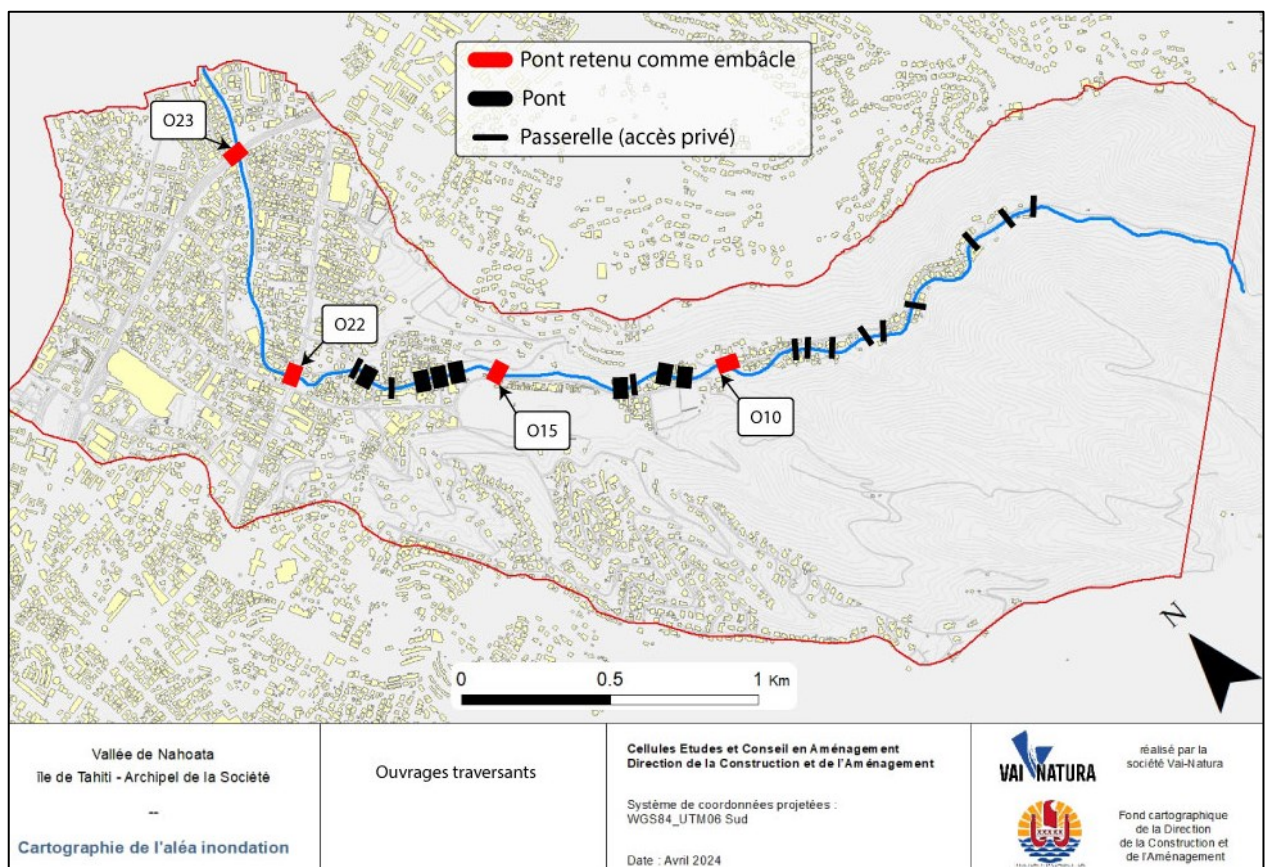 Pont retenu comme embâcle
Pont
Passerelle (accès privé)
O23
O22
O15
O10
N
0 0.5 1 Km
Vallée de Nahoata
île de Tahiti - Archipel de la Société
--
Cartographie de l'aléa inondation
Ouvrages traversants
Cellules Etudes et Conseil en Aménagement
Direction de la Construction et de l'Aménagement
Système de coordonnées projetées :
WGS84_UTM06 Sud
Date : Avril 2024
VAI NATURA
réalisé par la
société Vai-Natura
Fond cartographique
de la Direction
de la Construction et
de l'Aménagement